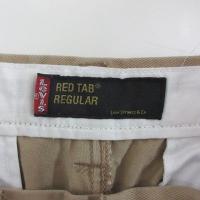 LEVI'S
RED TAB®
REGULAR
Levi Strauss & Co